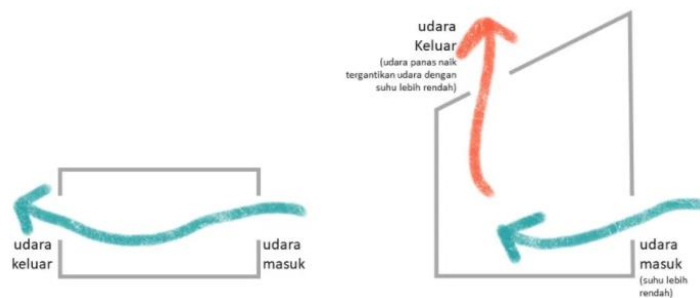 udara
keluar
udara
masuk
udara
Keluar
(udara panas naik
tergantikan udara dengan
suhu lebih rendah)
udara
masuk
(suhu lebih
rendah)